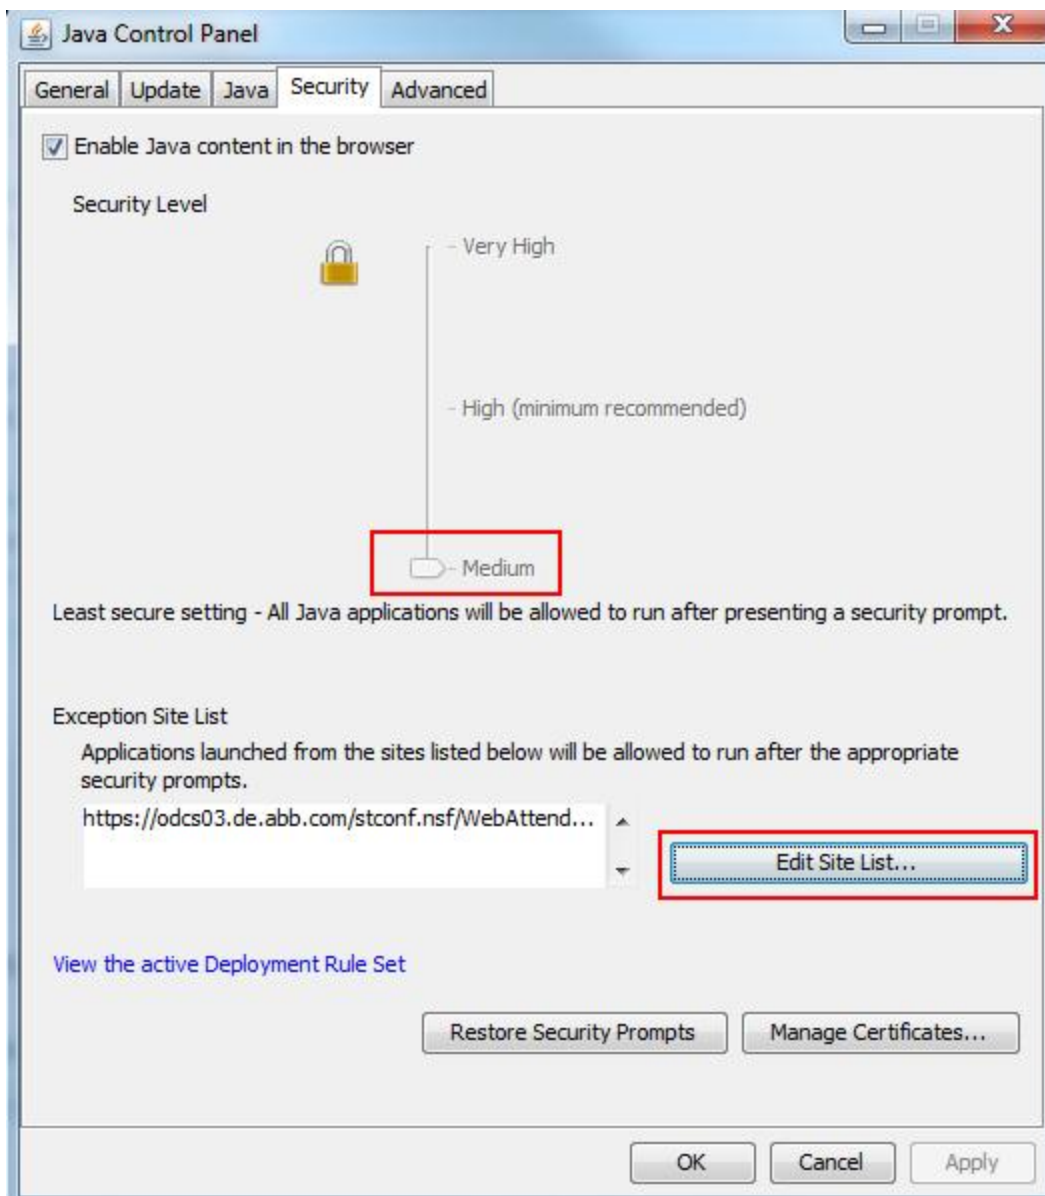 Java Control Panel
General Update Java Security Advanced
Enable Java content in the browser
Security Level
- Very High
- High (minimum recommended)
- Medium
Least secure setting - All Java applications will be allowed to run after presenting a security prompt.
Exception Site List
Applications launched from the sites listed below will be allowed to run after the appropriate
security prompts.
https://odcs03.de.abb.com/stconf.nsf/WebAttend...
Edit Site List...
View the active Deployment Rule Set
Restore Security Prompts Manage Certificates...
OK Cancel Apply